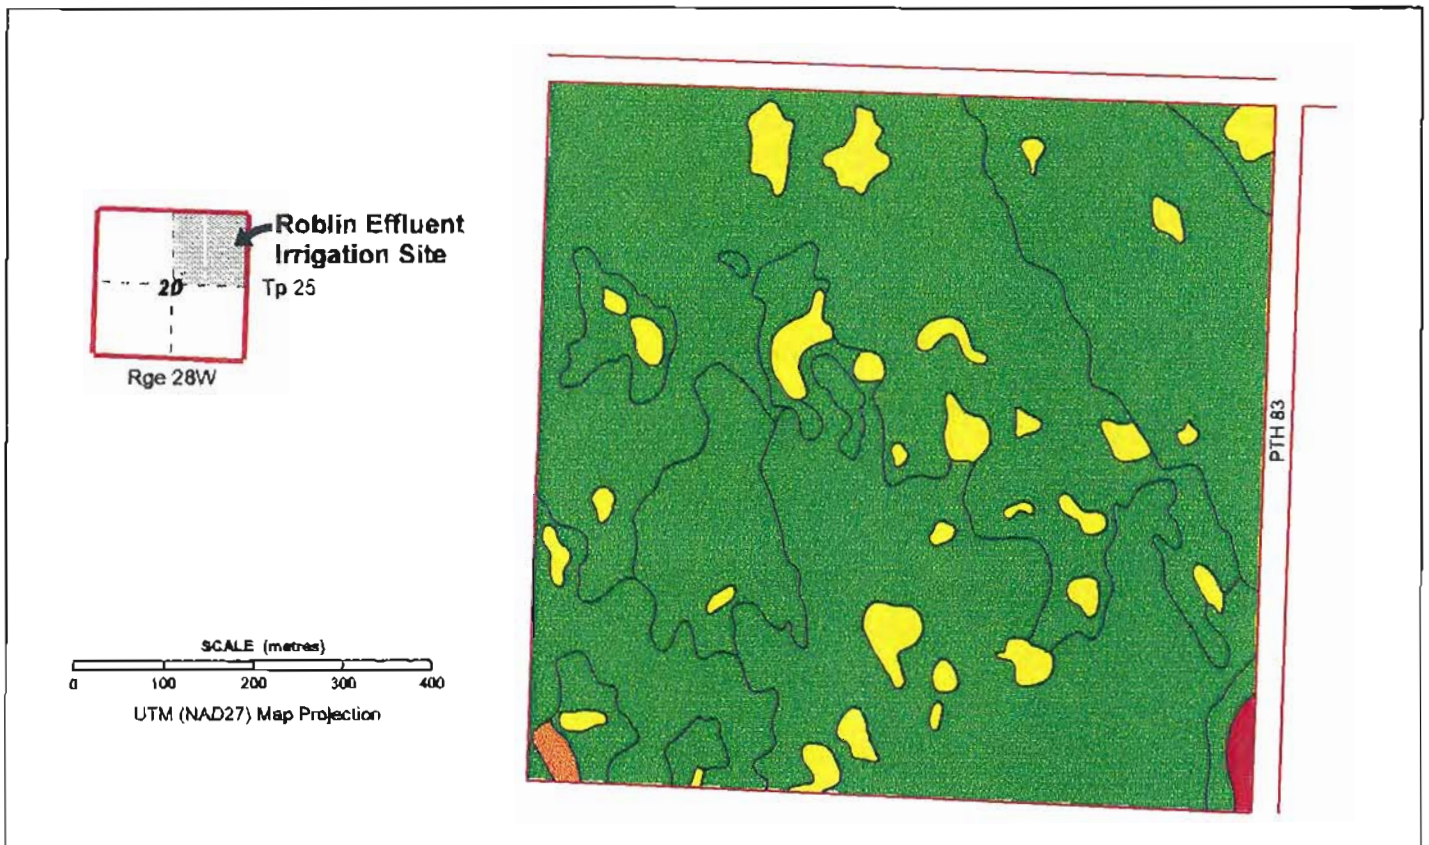 Roblin Effluent
Irrigation Site
20
Tp 25
Rge 28W
PTH 83
SCALE (metres)
0 100 200 300 400
UTM (NAD27) Map Projection